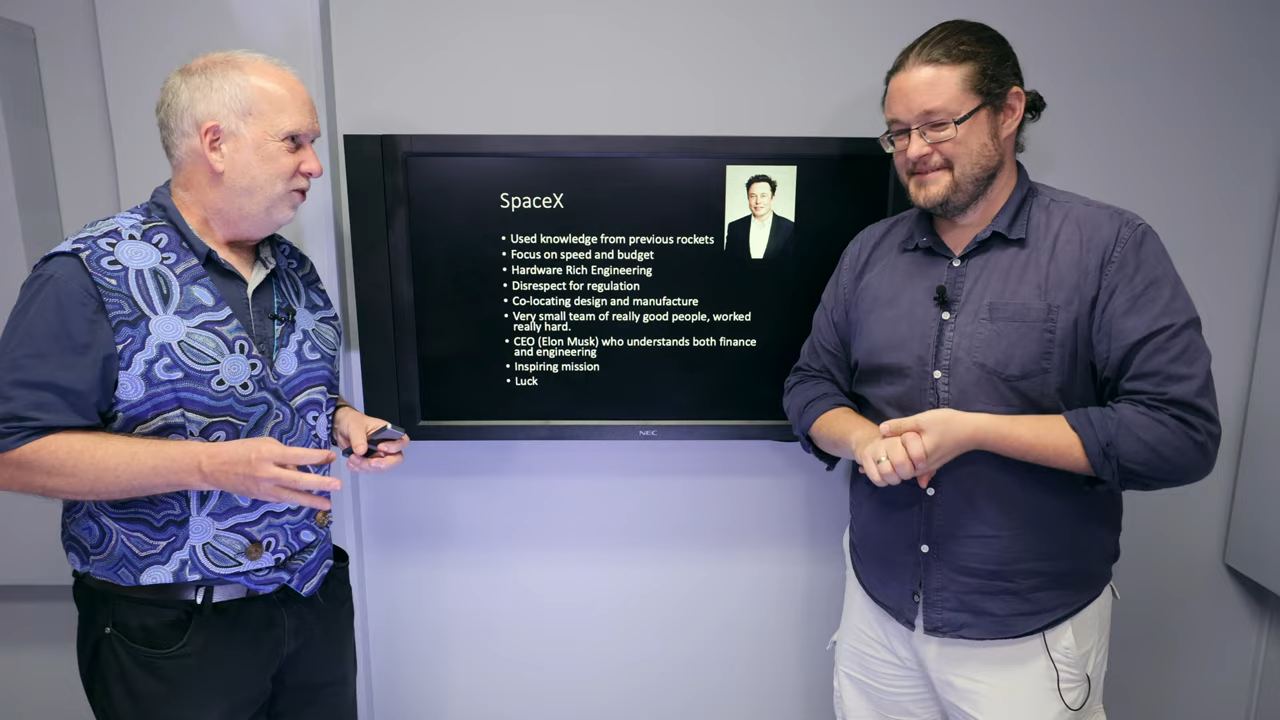 SpaceX
• Used knowledge from previous rockets
• Focus on speed and budget
• Hardware Rich Engineering
• Disrespect for regulation
• Co-locating design and manufacture
• Very small team of really good people, worked
really hard.
• CEO (Elon Musk) who understands both finance
and engineering
• Inspiring mission
• Luck
NEC